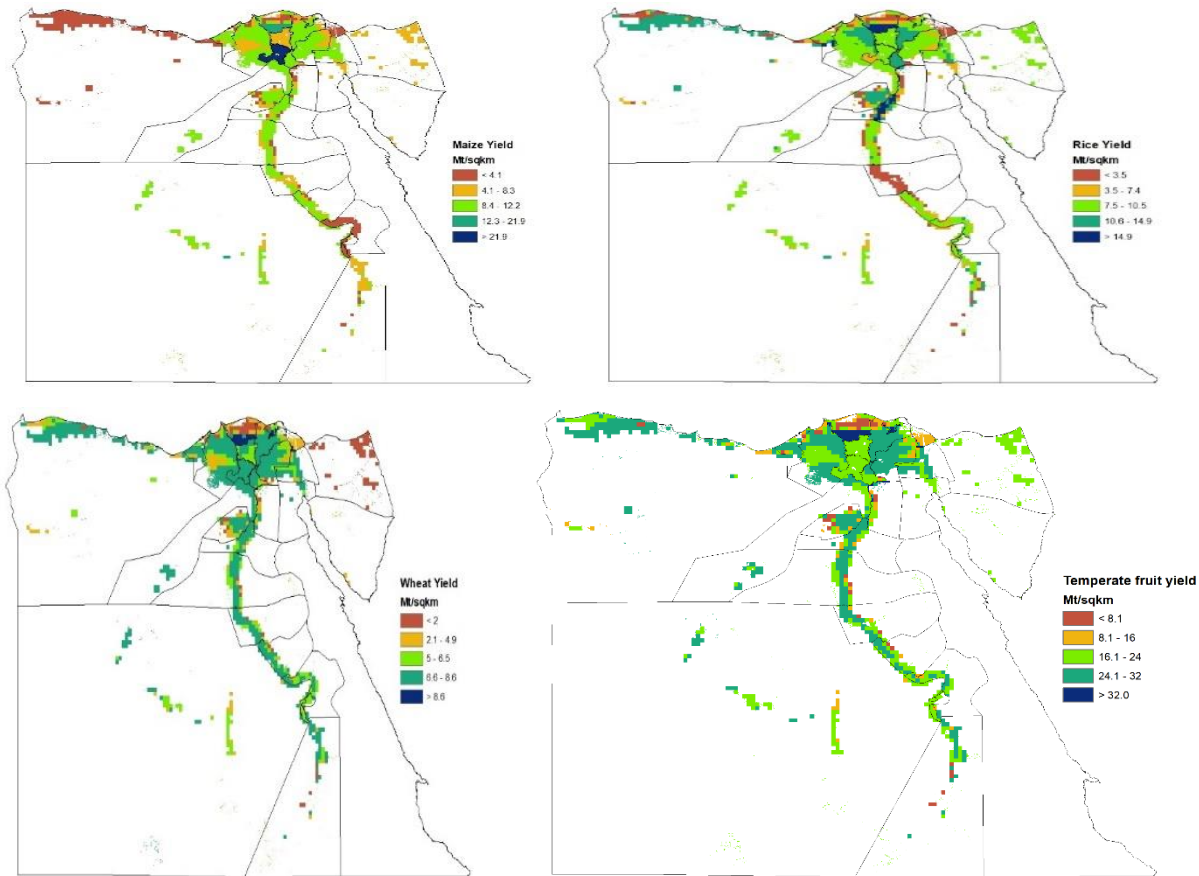 Maize Yield
Mt/sqkm
< 4.1
4.1 - 8.3
8.4 - 12.2
12.3 - 21.9
> 21.9
Rice Yield
Mt/sqkm
< 3.5
3.5 - 7.4
7.5 - 10.5
10.6 - 14.9
> 14.9
Wheat Yield
Mt/sqkm
< 2
2.1 - 4.9
5 - 6.5
6.6 - 8.6
> 8.6
Temperate fruit yield
Mt/sqkm
< 8.1
8.1 - 16
16.1 - 24
24.1 - 32
> 32.0